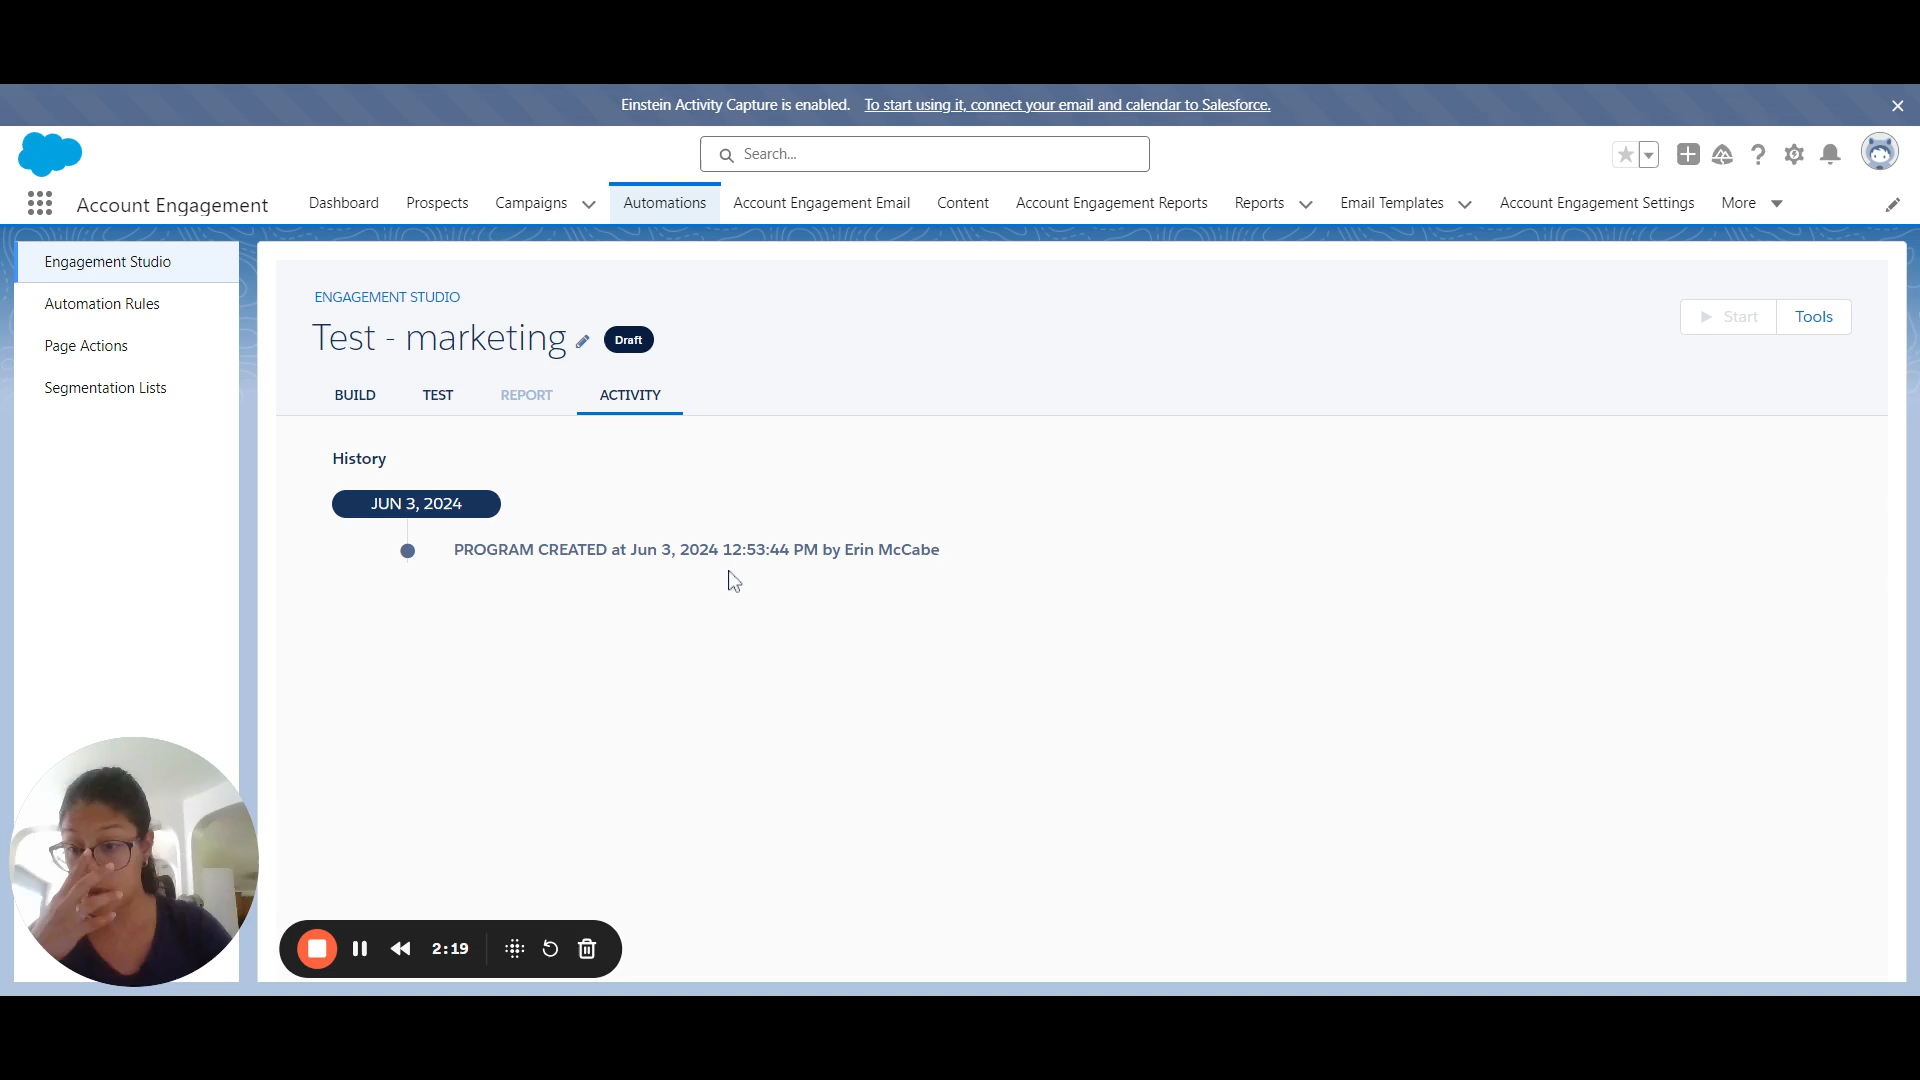 Einstein Activity Capture is enabled. To start using it, connect your email and calendar to Salesforce.
Search...
Account Engagement
Dashboard Prospects Campaigns Automations Account Engagement Email Content Account Engagement Reports Reports Email Templates Account Engagement Settings More
Engagement Studio
Automation Rules
Page Actions
Segmentation Lists
ENGAGEMENT STUDIO
Test - marketing Draft
Start Tools
BUILD TEST REPORT ACTIVITY
History
JUN 3, 2024
PROGRAM CREATED at Jun 3, 2024 12:53:44 PM by Erin McCabe
2:19